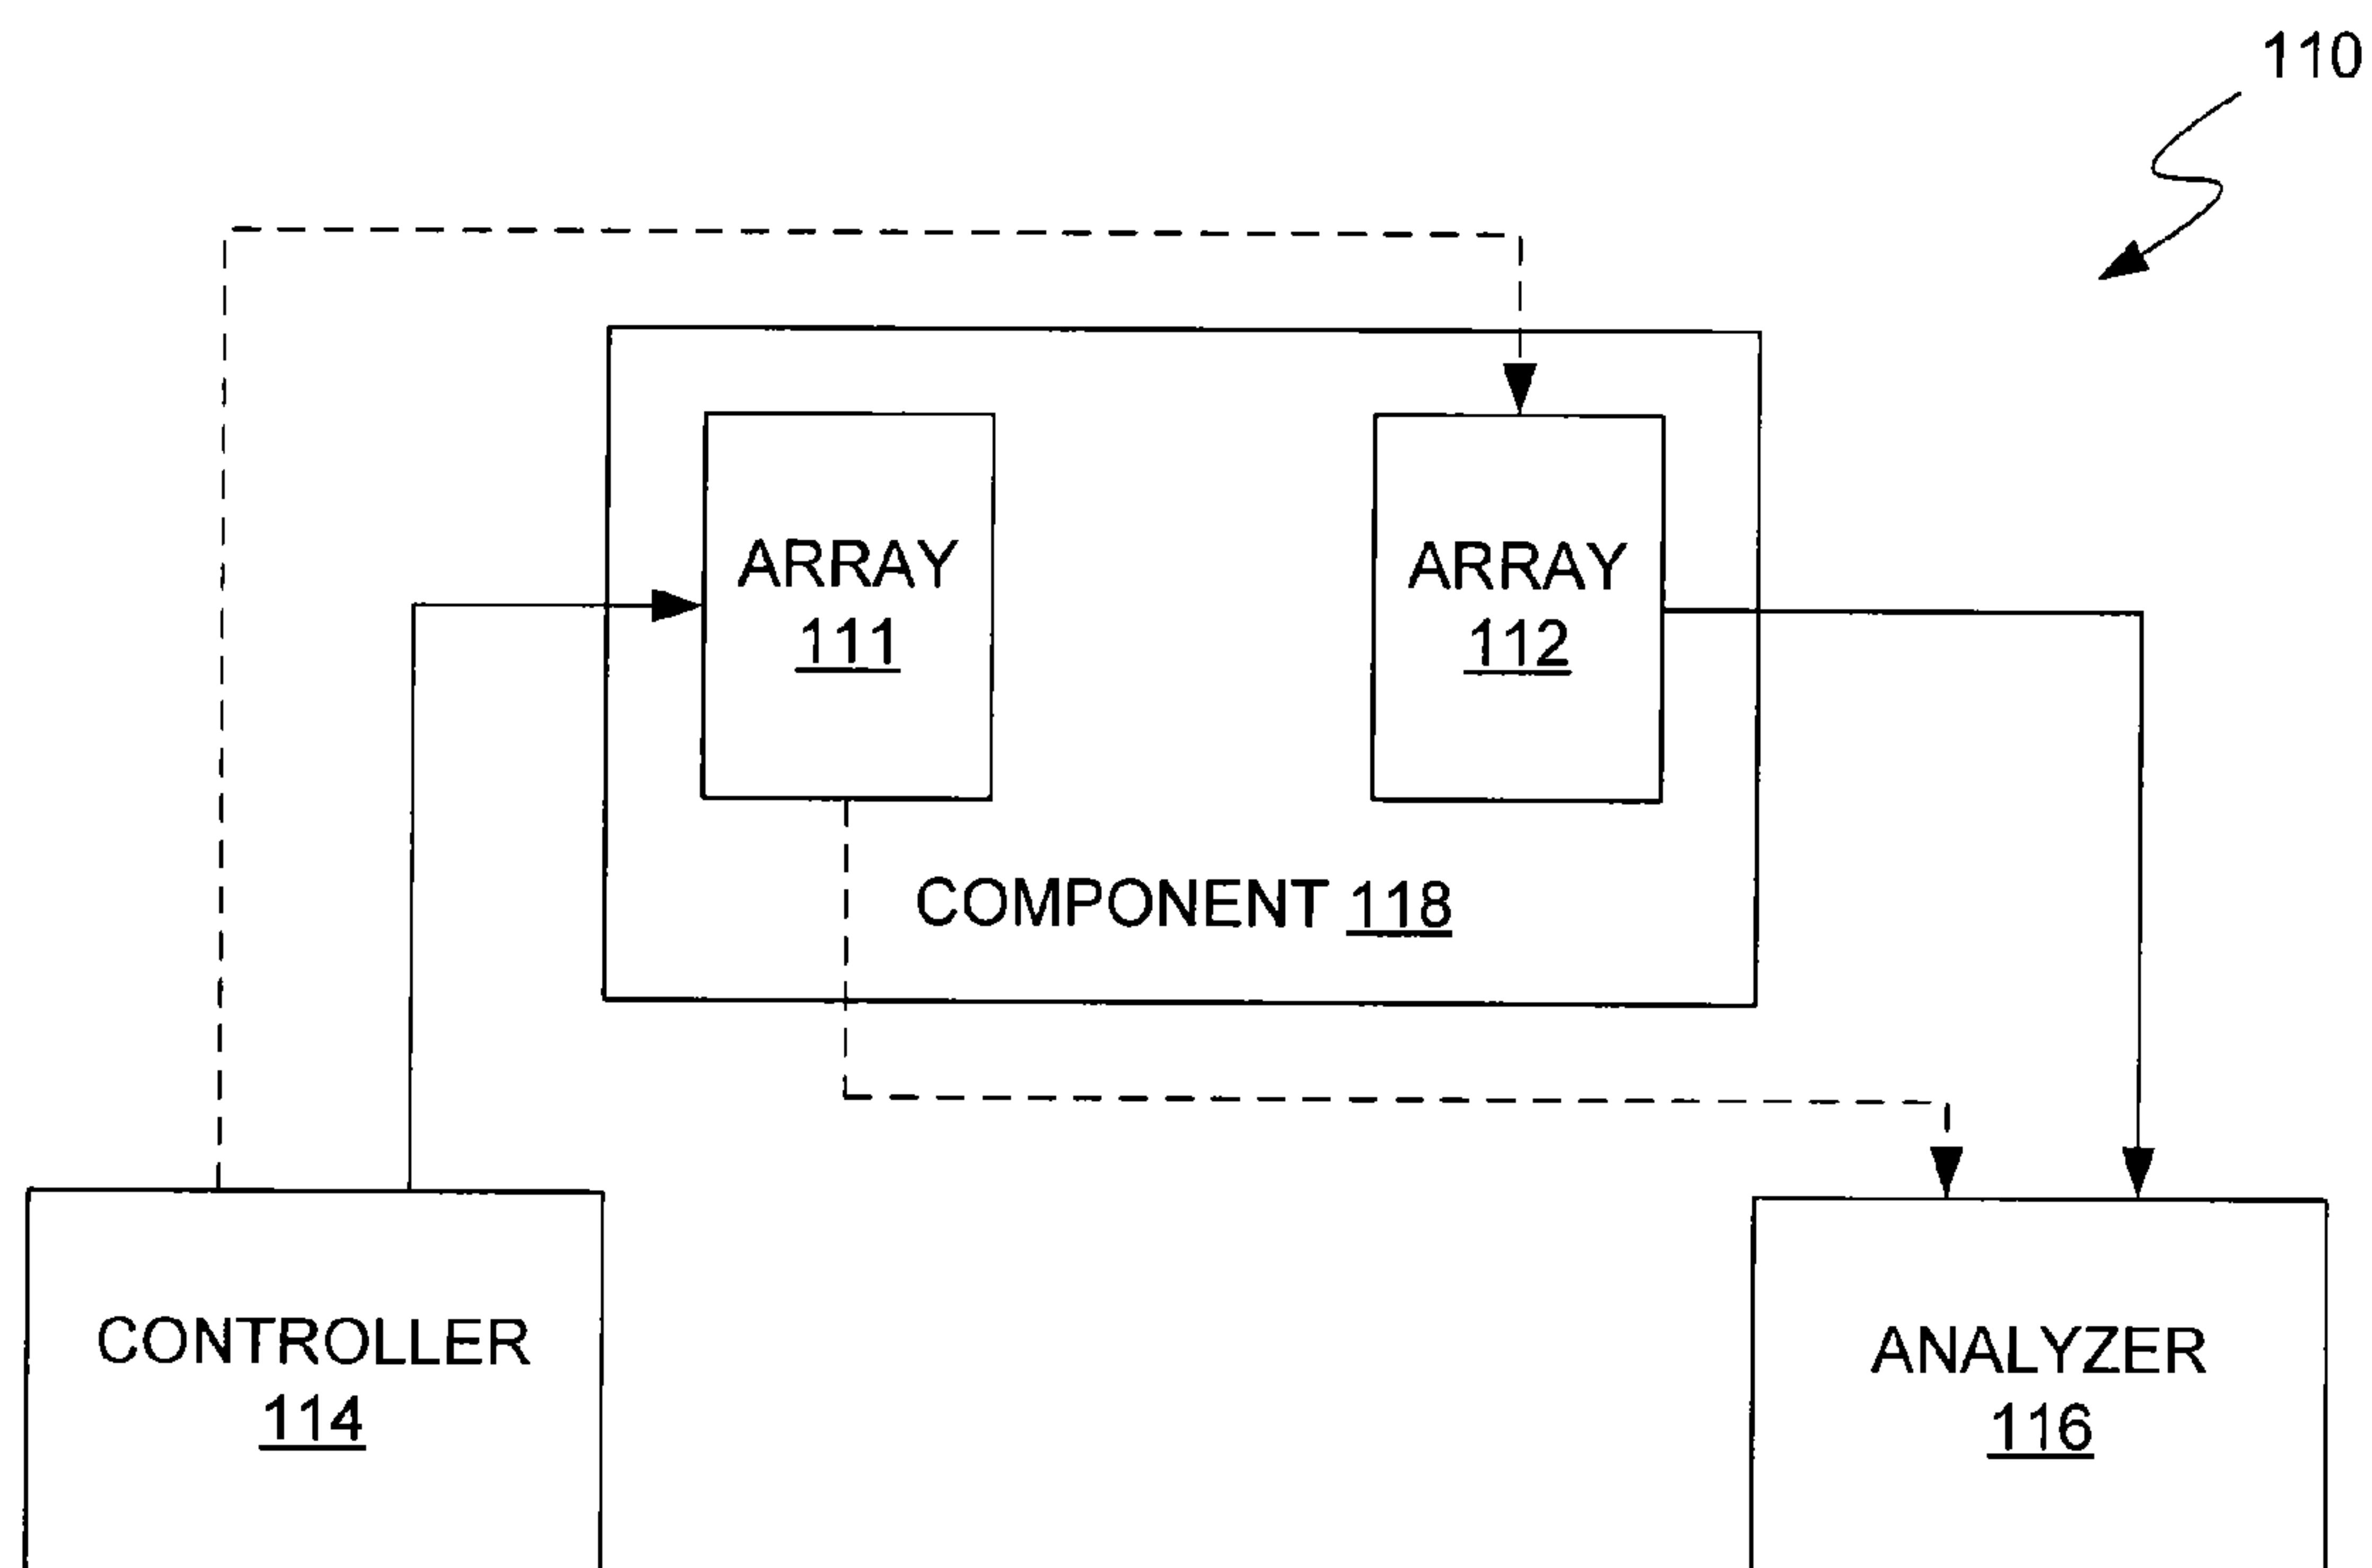 110
ARRAY
111
ARRAY
112
COMPONENT 118
CONTROLLER
114
ANALYZER
116